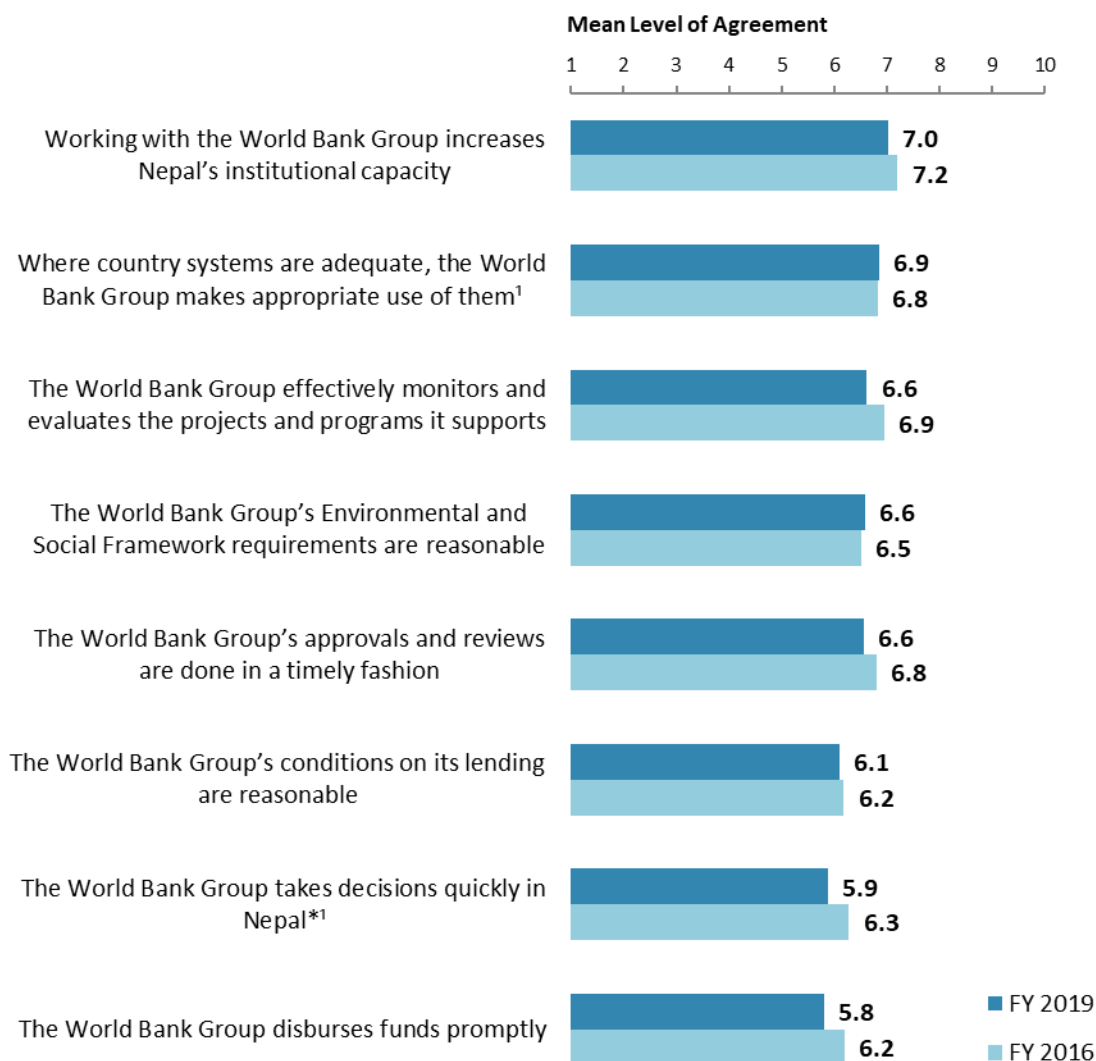 Mean Level of Agreement
1 2 3 4 5 6 7 8 9 10
Working with the World Bank Group increases
Nepal’s institutional capacity
7.0
7.2
Where country systems are adequate, the World
Bank Group makes appropriate use of them¹
6.9
6.8
The World Bank Group effectively monitors and
evaluates the projects and programs it supports
6.6
6.9
The World Bank Group’s Environmental and
Social Framework requirements are reasonable
6.6
6.5
The World Bank Group’s approvals and reviews
are done in a timely fashion
6.6
6.8
The World Bank Group’s conditions on its lending
are reasonable
6.1
6.2
The World Bank Group takes decisions quickly in
Nepal*¹
5.9
6.3
The World Bank Group disburses funds promptly
5.8
6.2
FY 2019
FY 2016